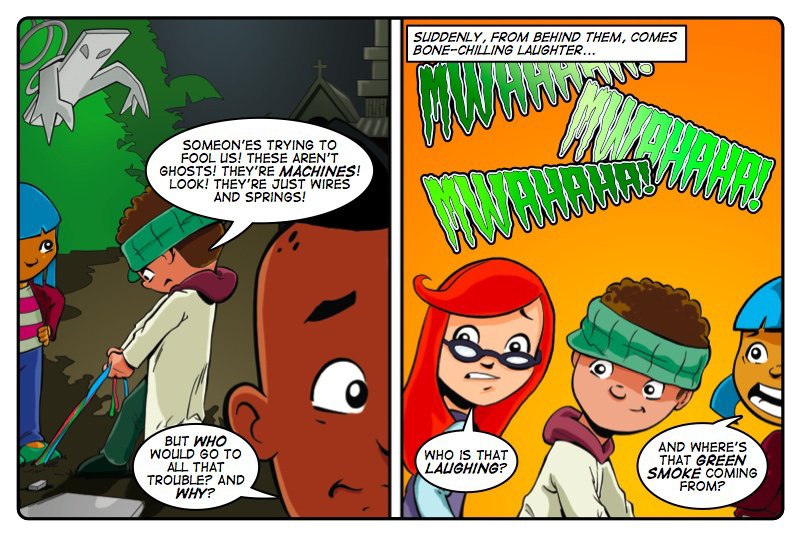 SOMEON'ES TRYING TO
FOOL US! THESE AREN'T
GHOSTS! THEY'RE MACHINES!
LOOK! THEY'RE JUST WIRES
AND SPRINGS!
BUT WHO
WOULD GO TO
ALL THAT
TROUBLE? AND
WHY?
SUDDENLY, FROM BEHIND THEM, COMES
BONE-CHILLING LAUGHTER...
MWAHAHAH!
MWAHAHA!
MWAHAHA!
WHO IS THAT
LAUGHING?
AND WHERE'S
THAT GREEN
SMOKE COMING
FROM?